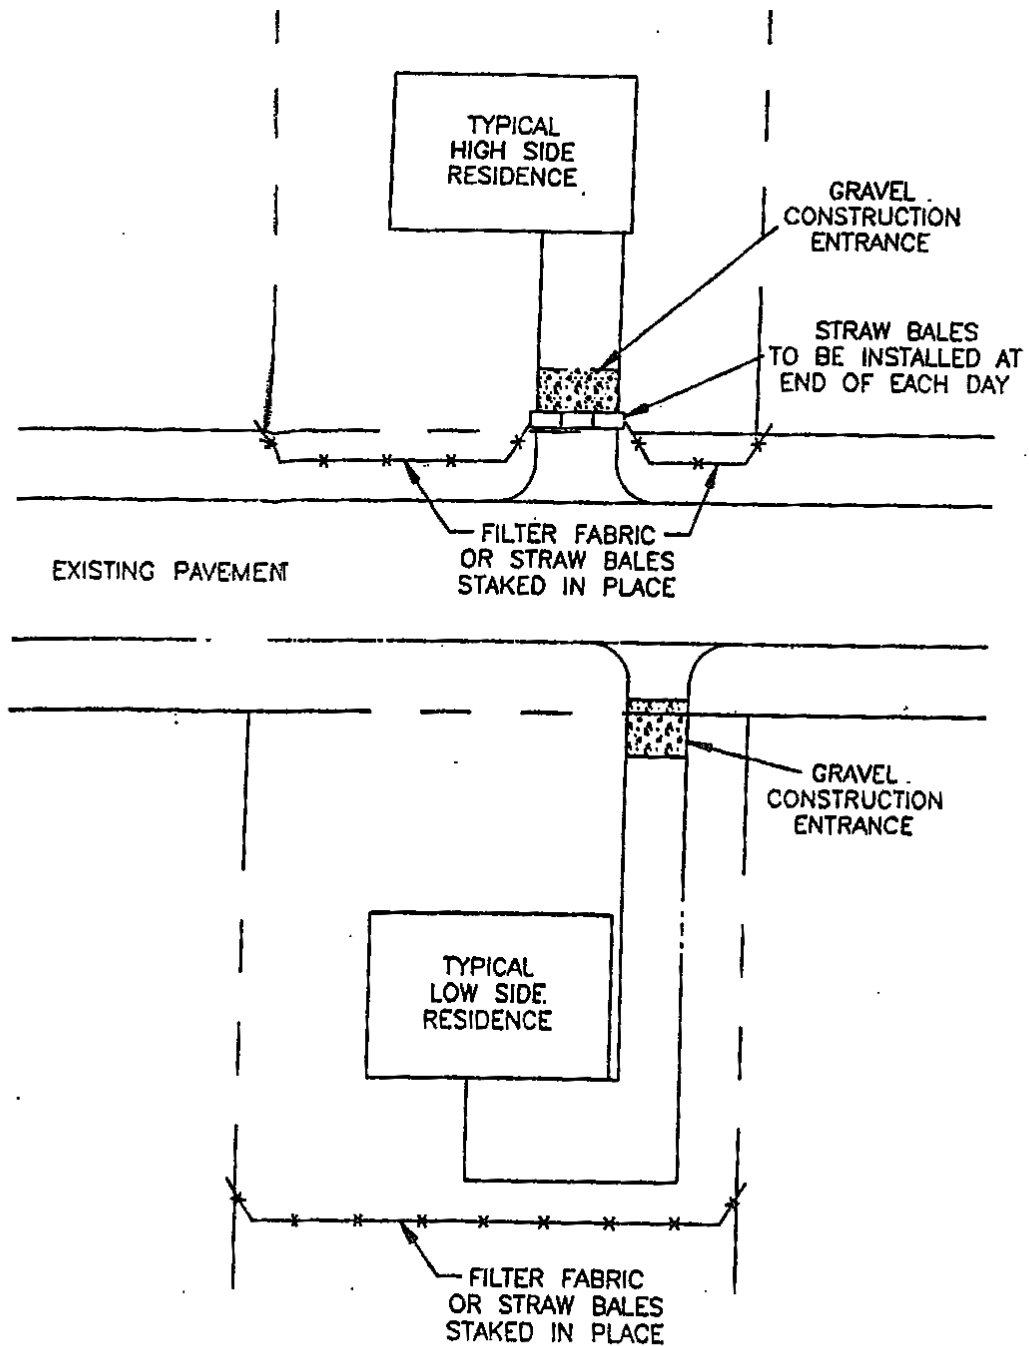 TYPICAL
HIGH SIDE
RESIDENCE
GRAVEL
CONSTRUCTION
ENTRANCE
STRAW BALES
TO BE INSTALLED AT
END OF EACH DAY
FILTER FABRIC
OR STRAW BALES
STAKED IN PLACE
EXISTING PAVEMENT
GRAVEL
CONSTRUCTION
ENTRANCE
TYPICAL
LOW SIDE
RESIDENCE
FILTER FABRIC
OR STRAW BALES
STAKED IN PLACE